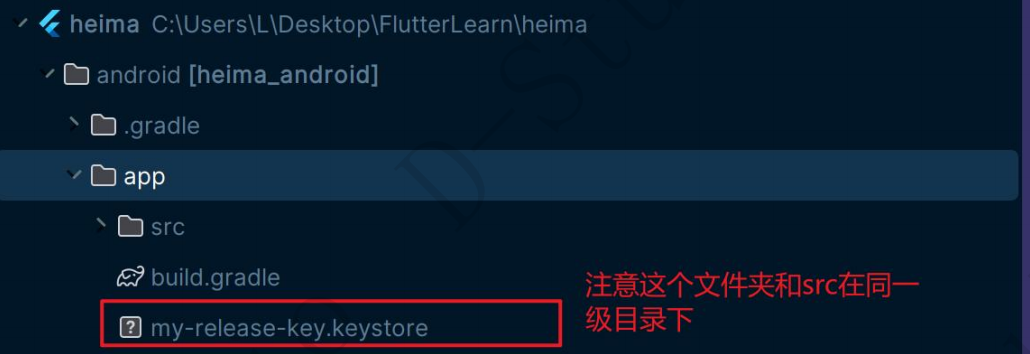 heima C:\Users\L\Desktop\FlutterLearn\heima
android [heima_android]
.gradle
app
src
build.gradle
my-release-key.keystore
注意这个文件夹和src在同一
级目录下